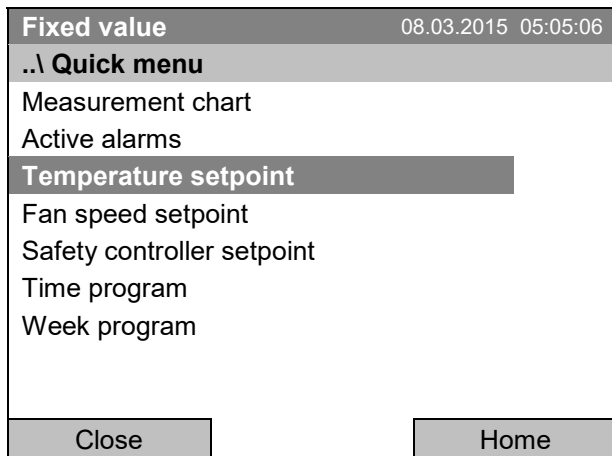 Fixed value 08.03.2015 05:05:06
..\ Quick menu
Measurement chart
Active alarms
Temperature setpoint
Fan speed setpoint
Safety controller setpoint
Time program
Week program
Close Home